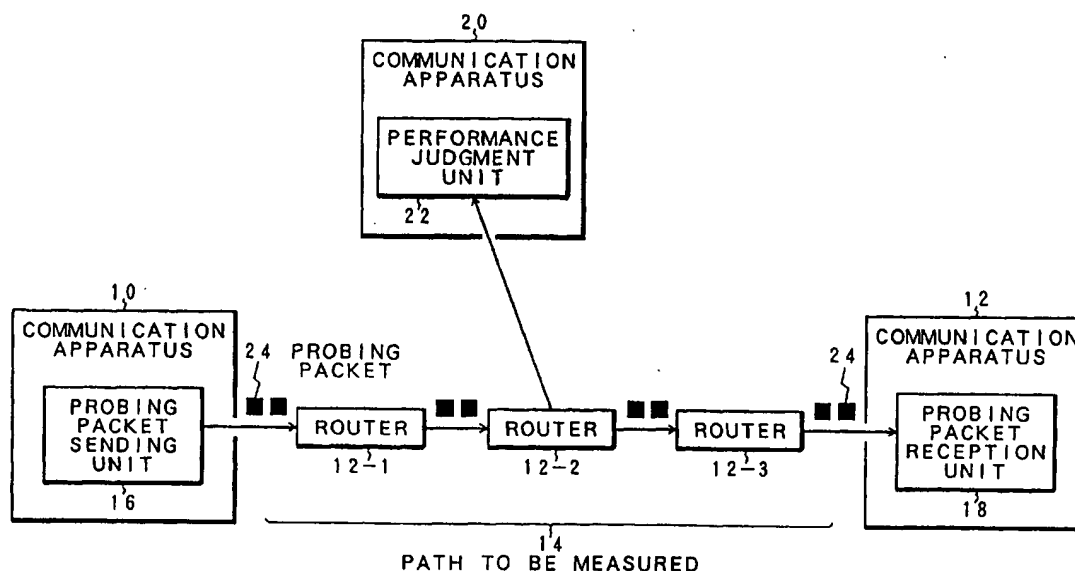 20
COMMUNICATION
APPARATUS
PERFORMANCE
JUDGMENT
UNIT
22
10
COMMUNICATION
APPARATUS
PROBING
PACKET
SENDING
UNIT
16
24
PROBING
PACKET
ROUTER
12-1
ROUTER
12-2
ROUTER
12-3
24
12
COMMUNICATION
APPARATUS
PROBING
PACKET
RECEPTION
UNIT
18
14
PATH TO BE MEASURED